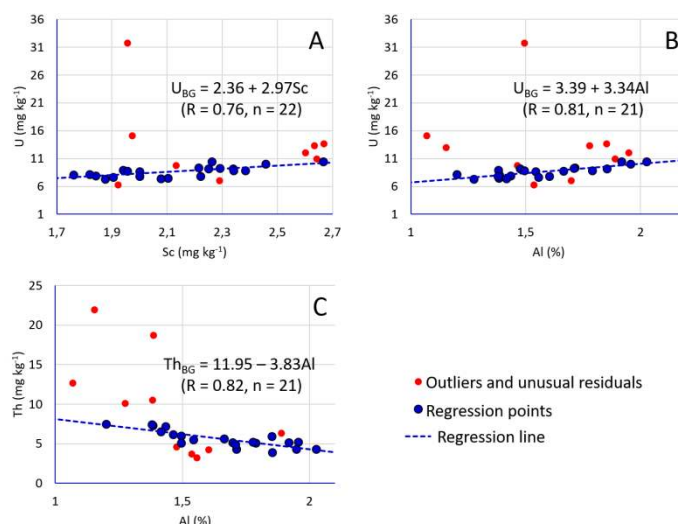 A
U (mg kg⁻¹)
36
31
26
21
16
11
6
1
U_BG = 2.36 + 2.97Sc
(R = 0.76, n = 22)
1,7 1,9 2,1 2,3 2,5 2,7
Sc (mg kg⁻¹)
B
U (mg kg⁻¹)
36
31
26
21
16
11
6
1
U_BG = 3.39 + 3.34Al
(R = 0.81, n = 21)
1 1,5 2
Al (%)
C
Th (mg kg⁻¹)
25
20
15
10
5
0
Th_BG = 11.95 – 3.83Al
(R = 0.82, n = 21)
1 1,5 2
Al (%)
Outliers and unusual residuals
Regression points
Regression line